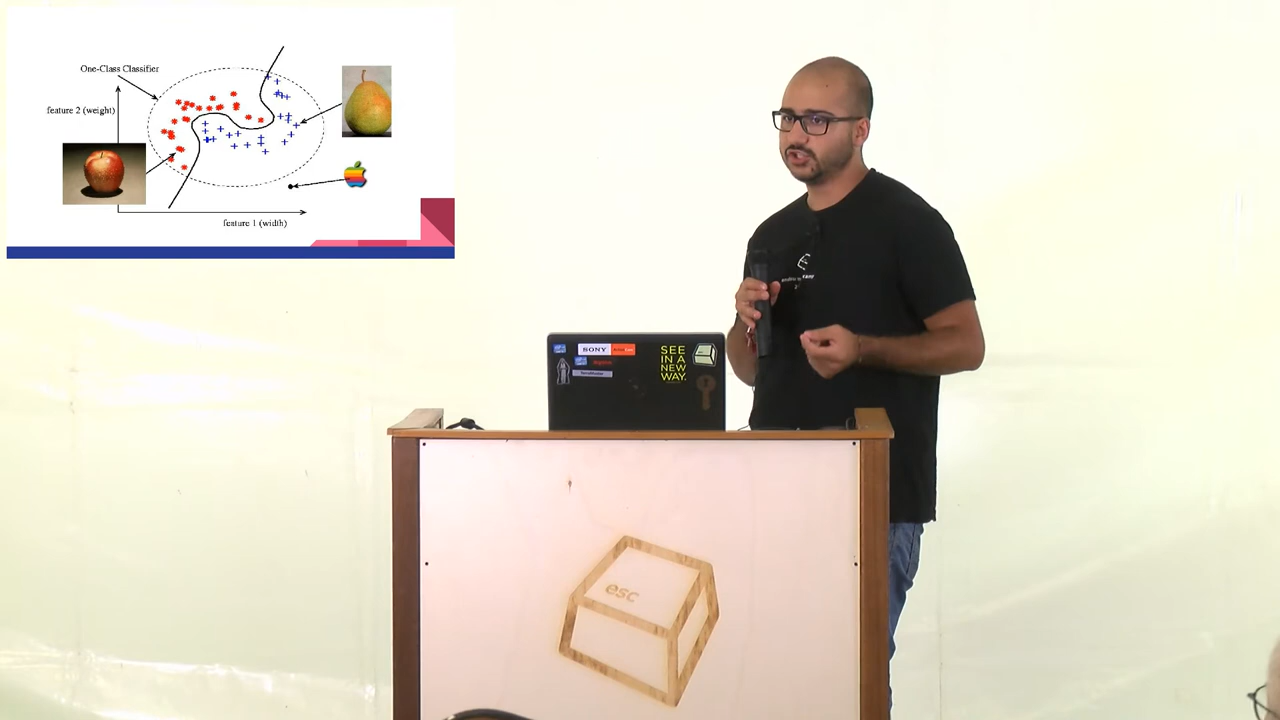 One-Class Classifier
feature 2 (weight)
feature 1 (width)
SONY
SEE
IN A
NEW
WAY.
esc